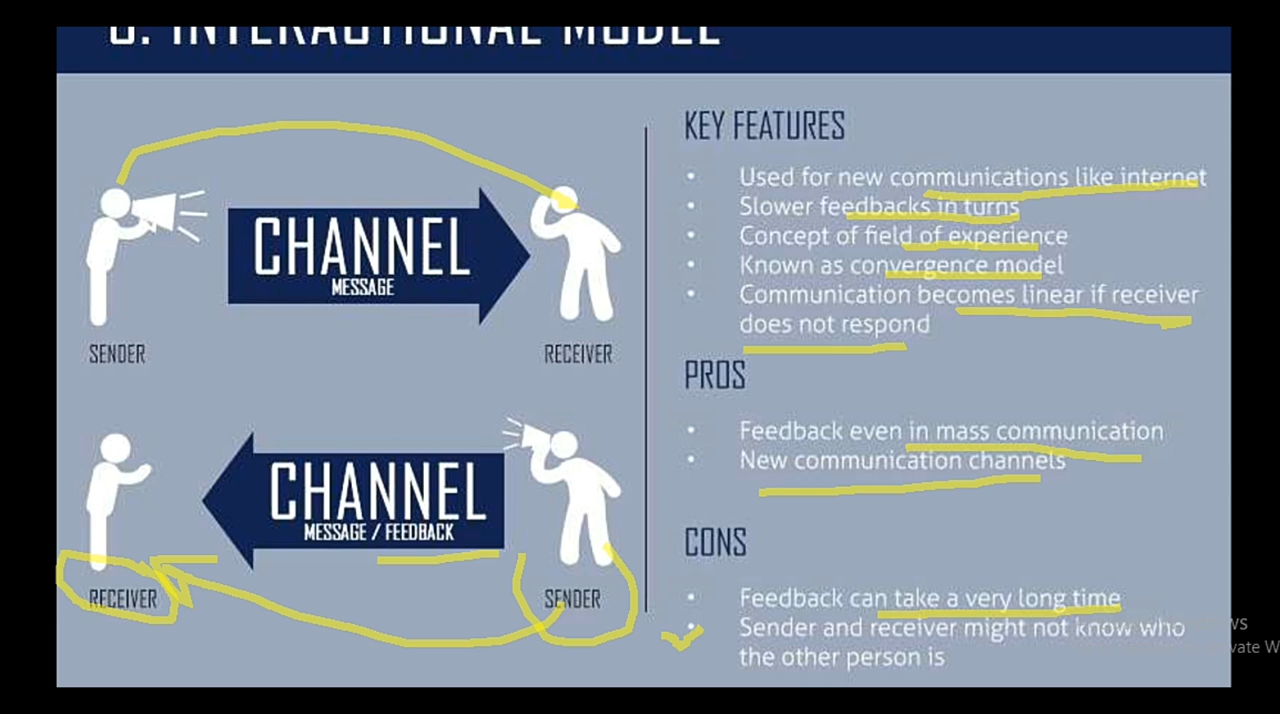 3. INTERACTIONAL MODEL
KEY FEATURES
• Used for new communications like internet
• Slower feedbacks in turns
• Concept of field of experience
• Known as convergence model
• Communication becomes linear if receiver
does not respond
PROS
• Feedback even in mass communication
• New communication channels
CONS
• Feedback can take a very long time
• Sender and receiver might not know who
the other person is
CHANNEL
MESSAGE
SENDER
RECEIVER
CHANNEL
MESSAGE / FEEDBACK
RECEIVER
SENDER